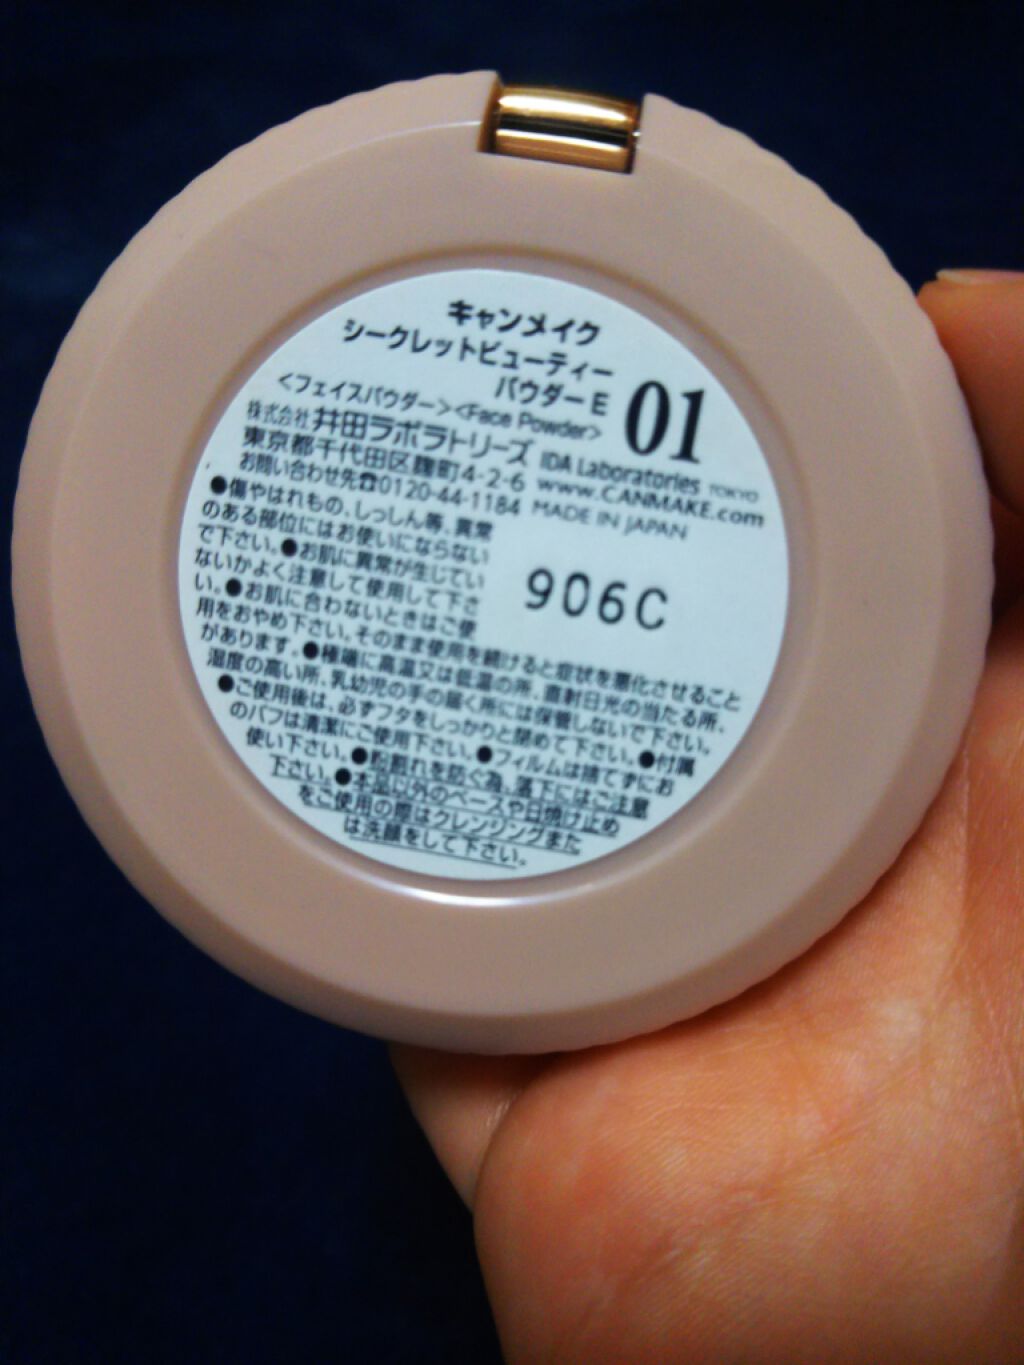 キャンメイク
シークレットビューティー
パウダー E
01
<フェイスパウダー><Face Powder>
株式会社 井田ラボラトリーズ
東京都千代田区麹町4-2-6
お問い合わせ先☎0120-44-1184
IDA Laboratories TOKYO
www.CANMAKE.com
MADE IN JAPAN
906C
●傷やはれもの、しっしん等、異常
のある部位にはお使いにならない
で下さい。●お肌に異常が生じてい
ないかよく注意して使用して下さ
い。●お肌に合わないときはご使
用をおやめ下さい。そのまま使用を続けると症状を悪化させること
があります。●極端に高温又は低温の所、直射日光の当たる所、
湿度の高い所、乳幼児の手の届く所には保管しないで下さい。
●ご使用後は、必ずフタをしっかりと閉めて下さい。●付属
のパフは清潔にご使用下さい。●フィルムは捨てずにお
使い下さい。●粉割れを防ぐ為、落下にはご注意
下さい。●本品以外のベースや日焼け止め
をご使用の際はクレンジングまた
は洗顔をして下さい。